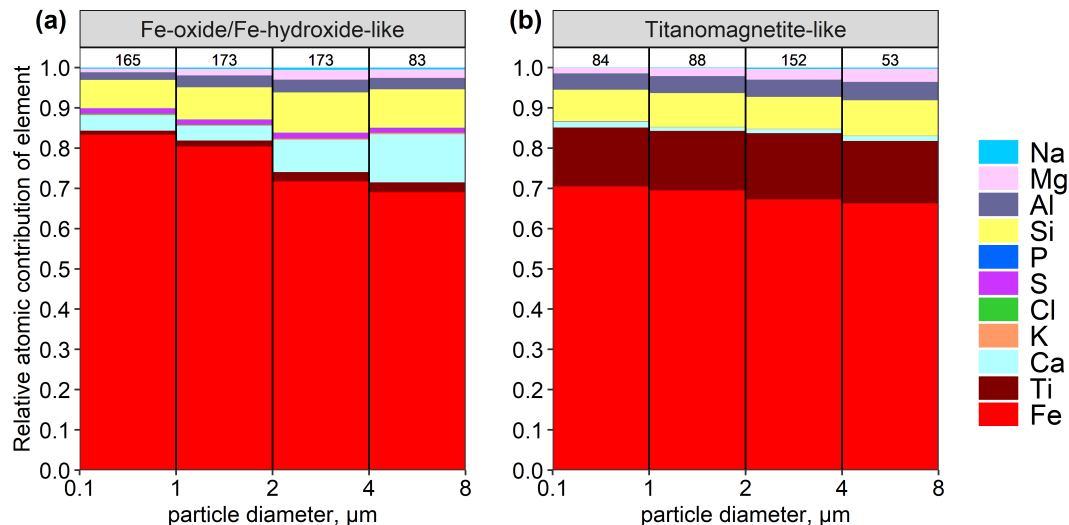 (a)
Fe-oxide/Fe-hydroxide-like
165 173 173 83
Relative atomic contribution of element
1.0
0.9
0.8
0.7
0.6
0.5
0.4
0.3
0.2
0.1
0.0
0.1 1 2 4 8
particle diameter, µm
(b)
Titanomagnetite-like
84 88 152 53
1.0
0.9
0.8
0.7
0.6
0.5
0.4
0.3
0.2
0.1
0.0
0.1 1 2 4 8
particle diameter, µm
Na
Mg
Al
Si
P
S
Cl
K
Ca
Ti
Fe